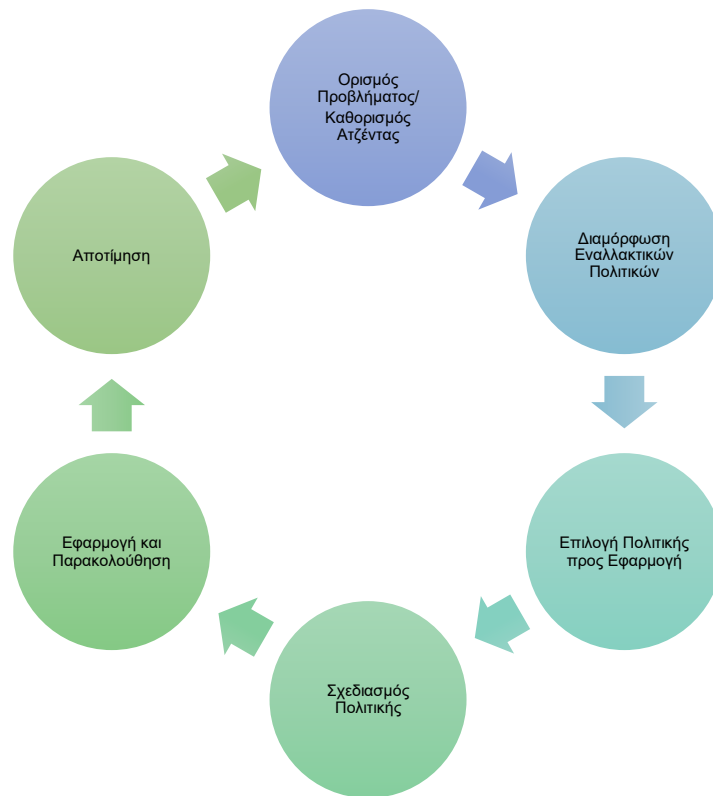 Ορισμός
Προβλήματος/
Καθορισμός
Ατζέντας
Διαμόρφωση
Εναλλακτικών
Πολιτικών
Επιλογή Πολιτικής
προς Εφαρμογή
Σχεδιασμός
Πολιτικής
Εφαρμογή και
Παρακολούθηση
Αποτίμηση